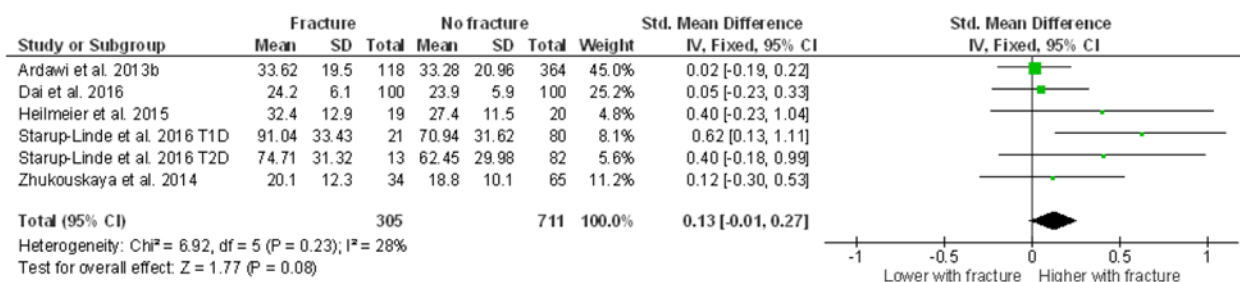 Fracture No fracture Std. Mean Difference Std. Mean Difference
Study or Subgroup Mean SD Total Mean SD Total Weight IV, Fixed, 95% CI IV, Fixed, 95% CI
Ardawi et al. 2013b 33.62 19.5 118 33.28 20.96 364 45.0% 0.02 [-0.19, 0.22]
Dai et al. 2016 24.2 6.1 100 23.9 5.9 100 25.2% 0.05 [-0.23, 0.33]
Heilmeier et al. 2015 32.4 12.9 19 27.4 11.5 20 4.8% 0.40 [-0.23, 1.04]
Starup-Linde et al. 2016 T1D 91.04 33.43 21 70.94 31.62 80 8.1% 0.62 [0.13, 1.11]
Starup-Linde et al. 2016 T2D 74.71 31.32 13 62.45 29.98 82 5.6% 0.40 [-0.18, 0.99]
Zhukouskaya et al. 2014 20.1 12.3 34 18.8 10.1 65 11.2% 0.12 [-0.30, 0.53]
Total (95% CI) 305 711 100.0% 0.13 [-0.01, 0.27]
Heterogeneity: Chi² = 6.92, df = 5 (P = 0.23); I² = 28%
Test for overall effect: Z = 1.77 (P = 0.08)
-1 -0.5 0 0.5 1
Lower with fracture Higher with fracture